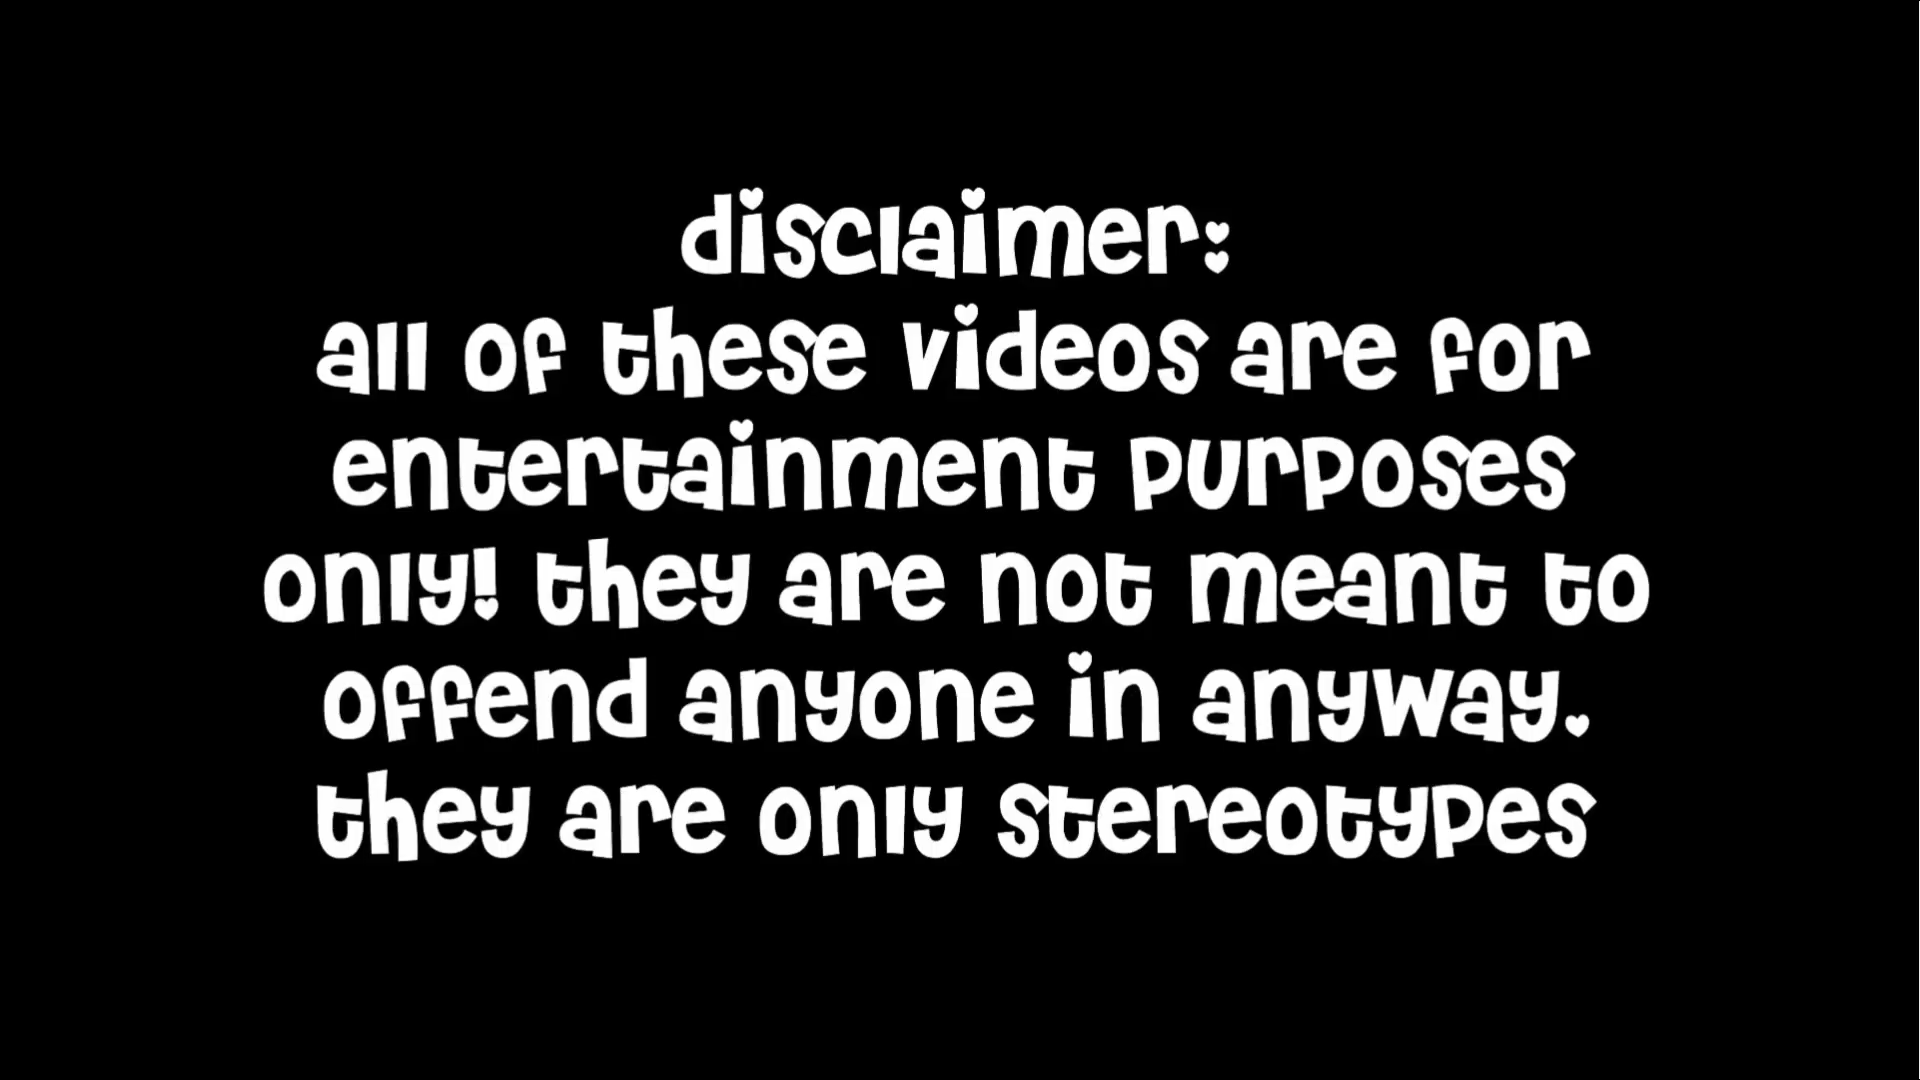 disclaimer:
all of these videos are for
entertainment purposes
only! they are not meant to
offend anyone in anyway.
they are only stereotypes